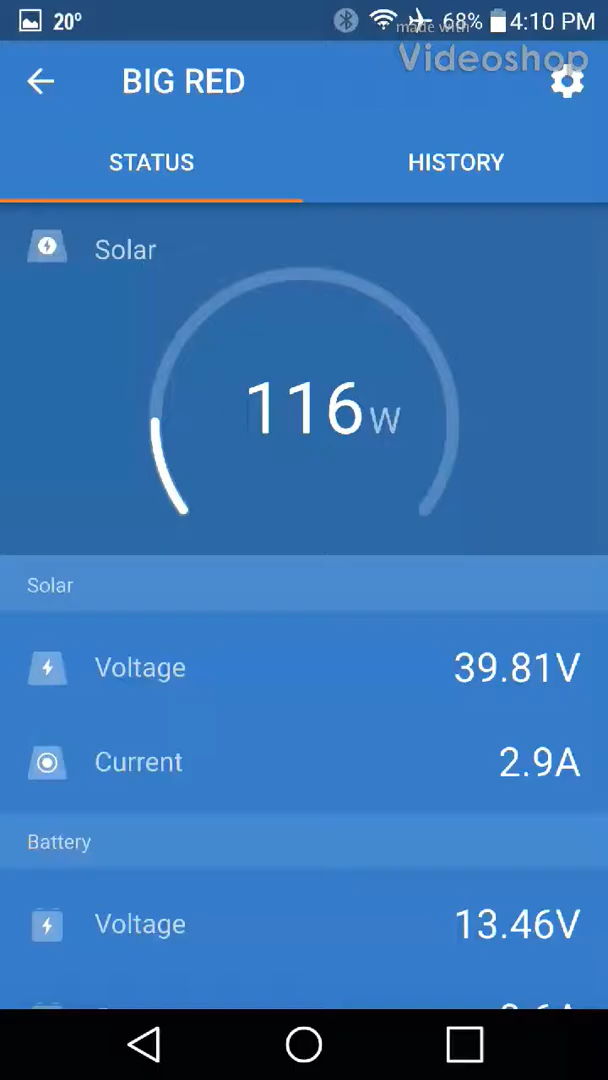 20°
68% 4:10 PM
made with
Videoshop
BIG RED
STATUS HISTORY
Solar
116W
Solar
Voltage 39.81V
Current 2.9A
Battery
Voltage 13.46V